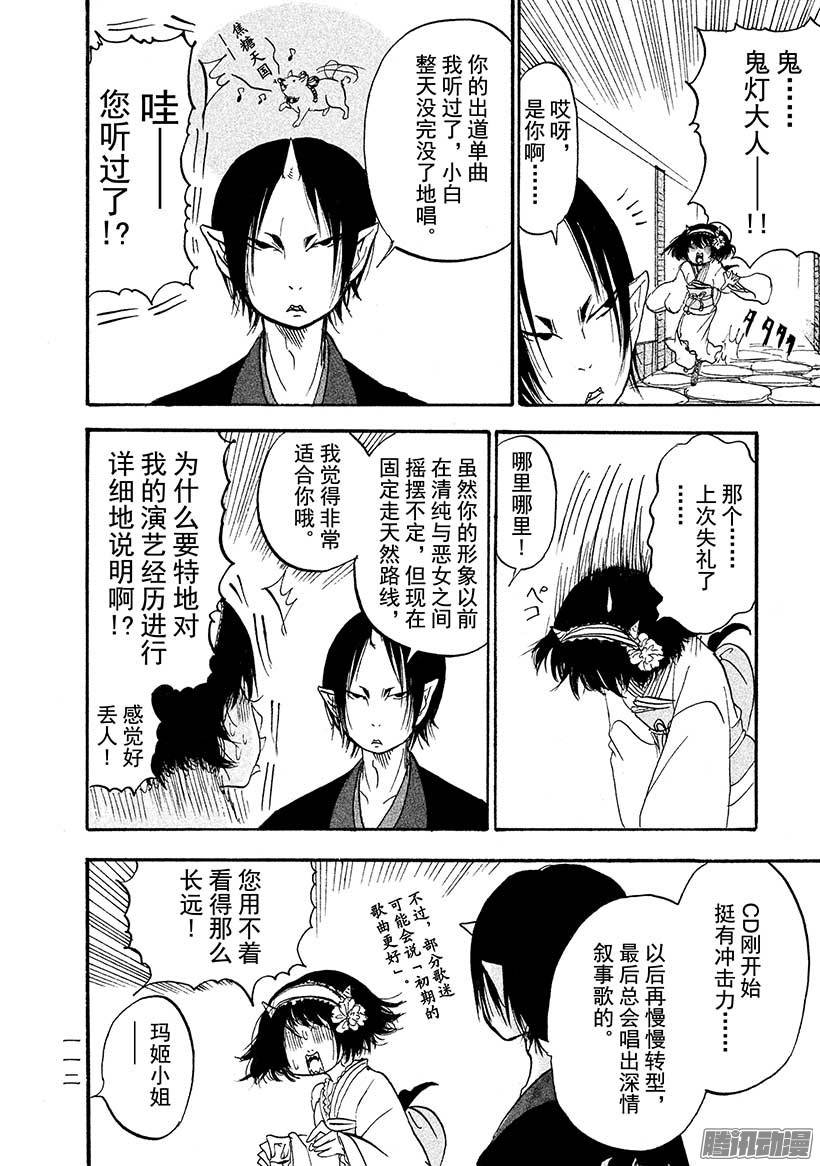 鬼……
鬼灯大人——!!
タタタタ
哎呀，
是你啊……
你的出道单曲
我听过了，小白
整天没完没了地唱。
焦糖天国
哇——
您听过了!?
那个……
上次失礼了
……
ペコ
哪里哪里！
虽然你的形象以前
在清纯与恶女之间
摇摆不定，但现在
固定走天然路线，
我觉得非常
适合你哦。
为什么要特地对
我的演艺经历进行
详细地说明啊!?
感觉好
丢人！
CD刚开始
挺有冲击力……
以后再慢慢转型，
最后总会唱出深情
叙事歌的。
不过，部分歌迷
可能会说「初期的
歌曲更好」。
您用不着
看得那么
长远！
玛姬小姐
——
一一二
腾讯动漫